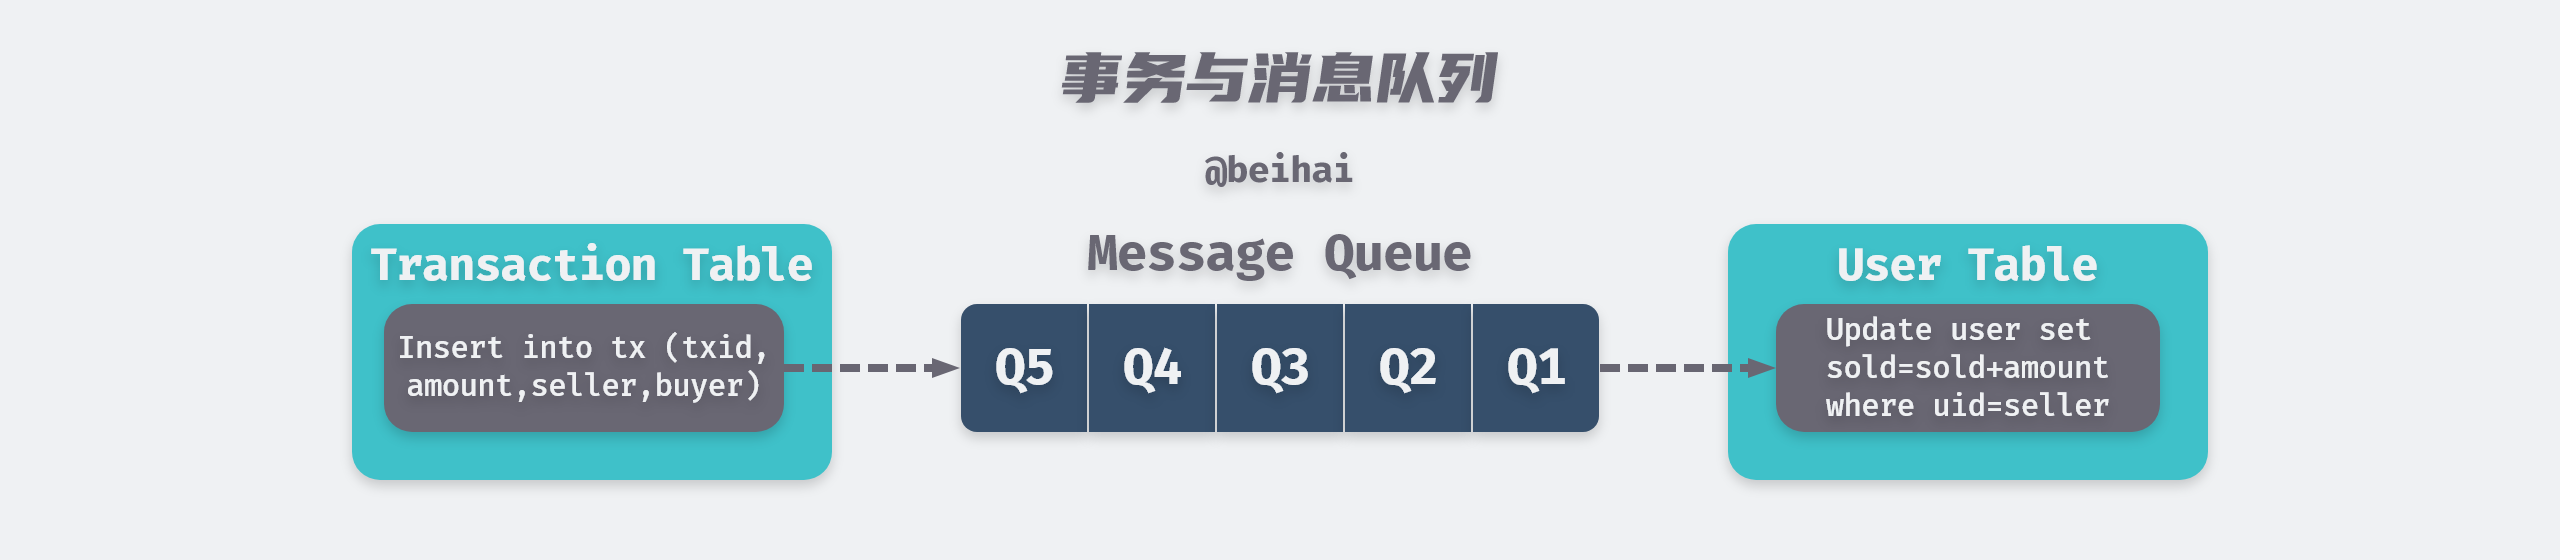 事务与消息队列
@beihai
Transaction Table
Insert into tx (txid,
amount,seller,buyer)
Message Queue
Q5 Q4 Q3 Q2 Q1
User Table
Update user set
sold=sold+amount
where uid=seller